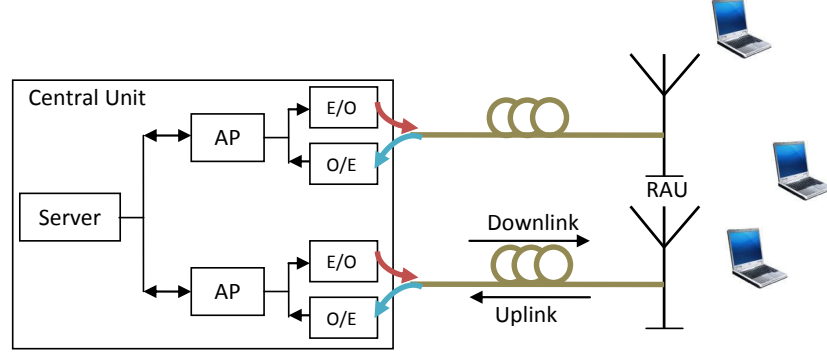 Central Unit
E/O
AP
O/E
RAU
Server
Downlink
E/O
AP
O/E
Uplink